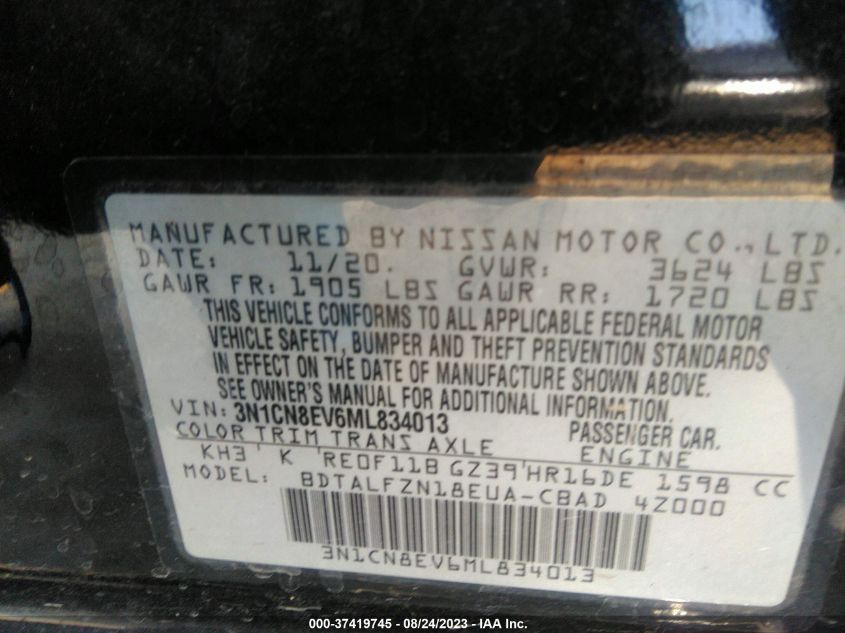 MANUFACTURED BY NISSAN MOTOR CO., LTD.
DATE: 11/20. GVWR: 3624 LBS
GAWR FR: 1905 LBS GAWR RR: 1720 LBS
THIS VEHICLE CONFORMS TO ALL APPLICABLE FEDERAL MOTOR
VEHICLE SAFETY, BUMPER AND THEFT PREVENTION STANDARDS
IN EFFECT ON THE DATE OF MANUFACTURE SHOWN ABOVE.
SEE OWNER'S MANUAL FOR ADDITIONAL INFORMATION.
VIN: 3N1CN8EV6ML834013 PASSENGER CAR.
COLOR TRIM TRANS AXLE ENGINE
KH3 K RE0F11B GZ39 HR16DE 1598 CC
MODEL: BDTALFZN18EUA-CBAD 4Z000
3N1CN8EV6ML834013
000-37419745 - 08/24/2023 - IAA Inc.